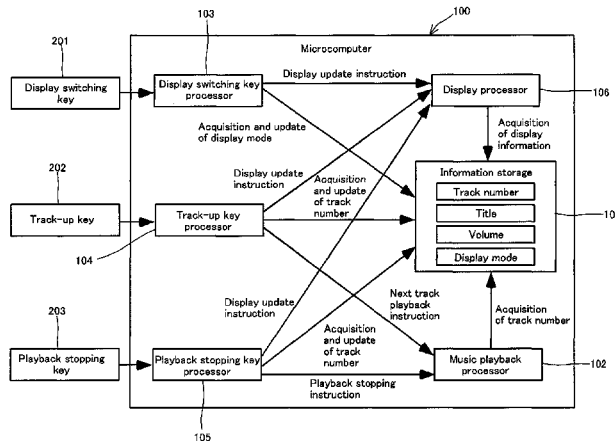 100
Microcomputer
201
103
106
Display switching
key
Display switching key
processor
Display update instruction
Display processor
Acquisition and update
of display mode
Acquisition
of display
information
202
Display update
instruction
Acquisition
and update
of track
number
Information storage
Track number
Title
Volume
Display mode
10
Track-up key
Track-up key
processor
104
203
Display update
instruction
Next track
playback
instruction
Acquisition
of track number
Playback stopping
key
Playback stopping key
processor
Acquisition
and update
of track
number
Playback stopping
instruction
Music playback
processor
102
105